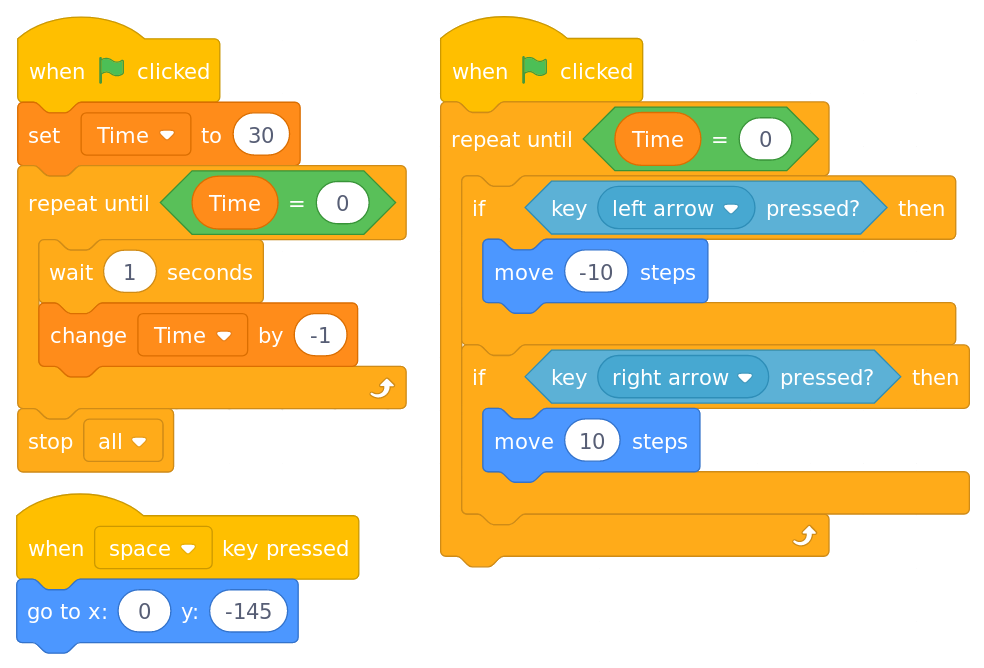 when clicked
set Time to 30
repeat until Time = 0
wait 1 seconds
change Time by -1
stop all
when space key pressed
go to x: 0 y: -145
when clicked
repeat until Time = 0
if key left arrow pressed? then
move -10 steps
if key right arrow pressed? then
move 10 steps